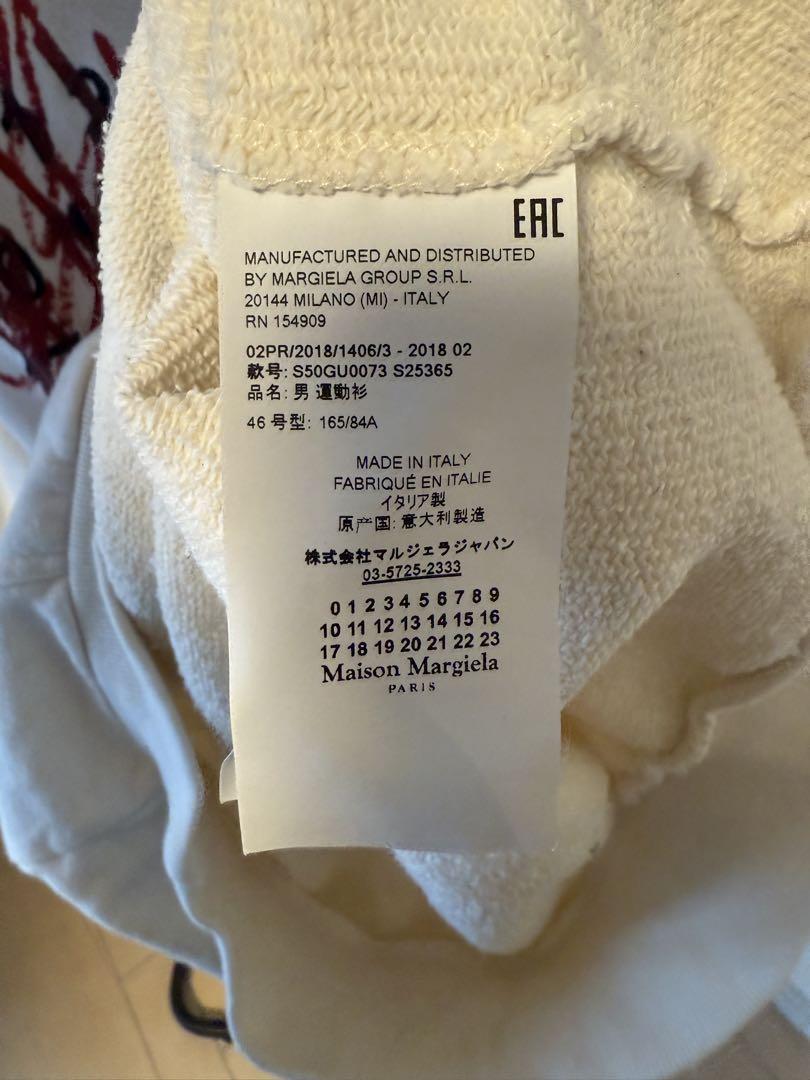 EAC
MANUFACTURED AND DISTRIBUTED
BY MARGIELA GROUP S.R.L.
20144 MILANO (MI) - ITALY
RN 154909
02PR/2018/1406/3 - 2018 02
款号: S50GU0073 S25365
品名: 男 運動衫
46 号型: 165/84A
MADE IN ITALY
FABRIQUÉ EN ITALIE
イタリア製
原产国: 意大利製造
株式会社マルジェラジャパン
03-5725-2333
0 1 2 3 4 5 6 7 8 9
10 11 12 13 14 15 16
17 18 19 20 21 22 23
Maison Margiela
PARIS